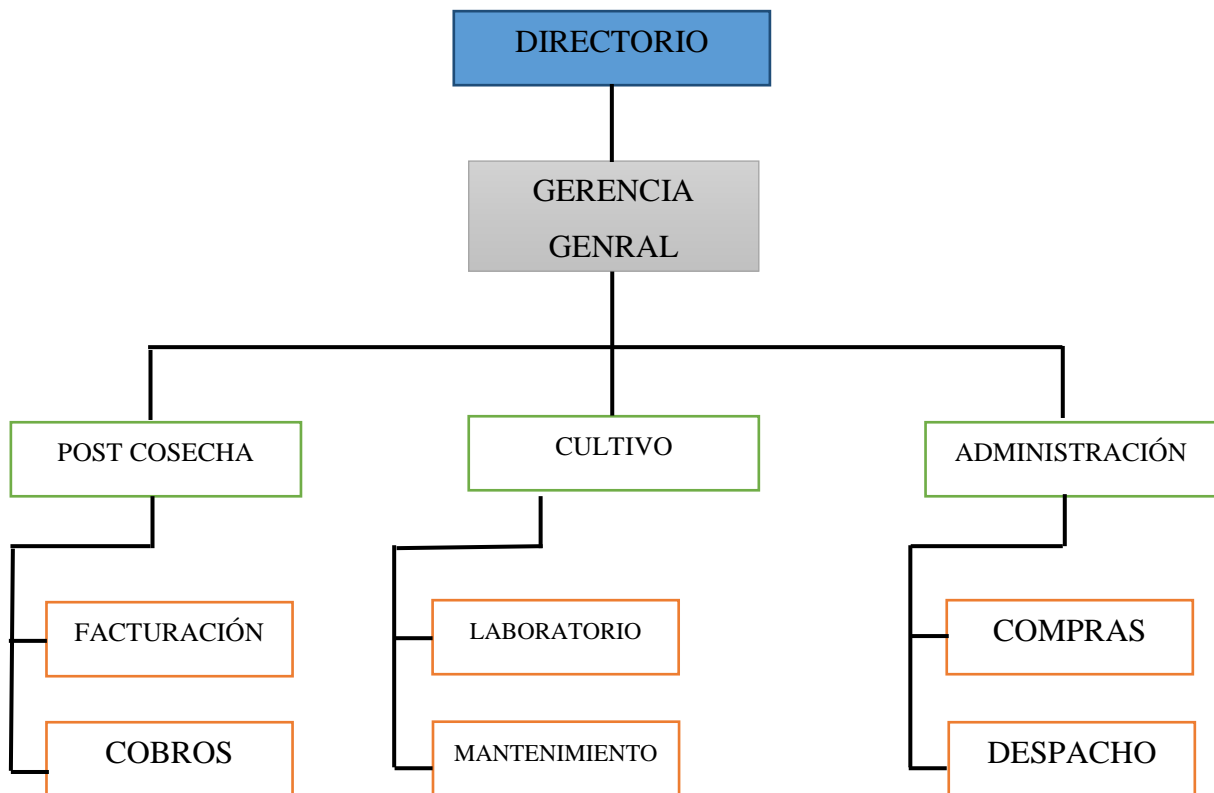 DIRECTORIO
GERENCIA
GENRAL
POST COSECHA
CULTIVO
ADMINISTRACIÓN
FACTURACIÓN
LABORATORIO
COMPRAS
COBROS
MANTENIMIENTO
DESPACHO